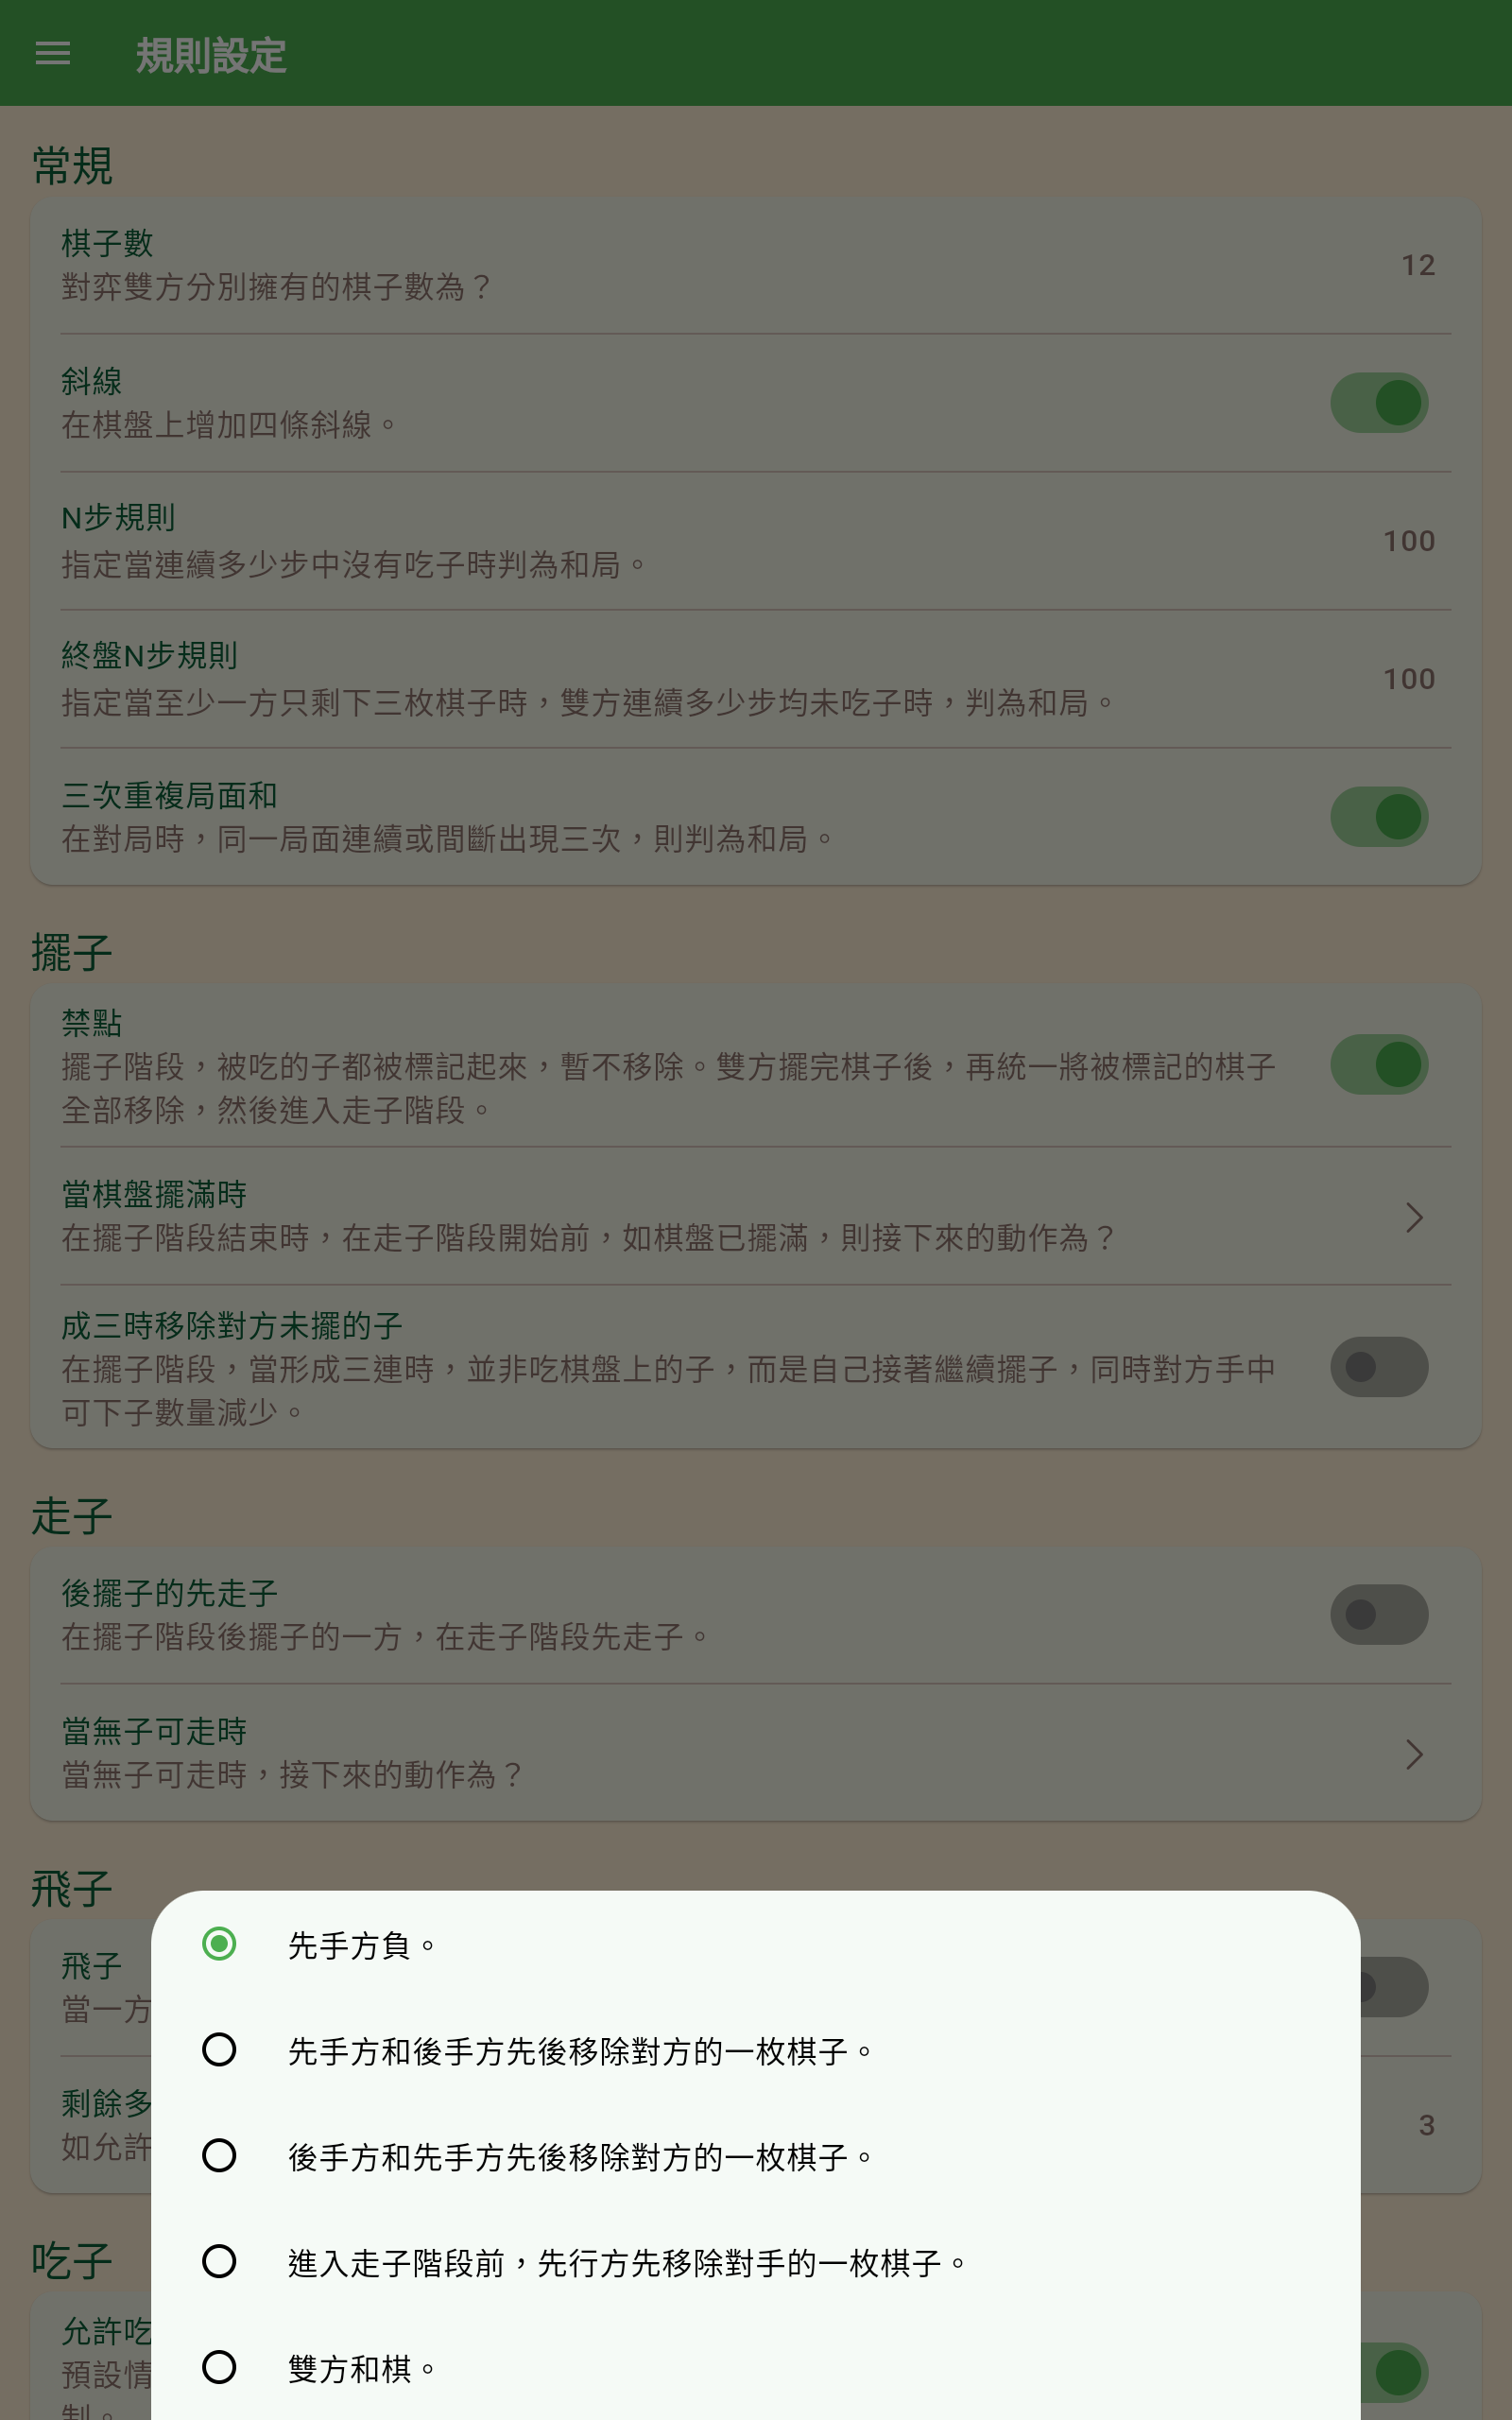 規則設定
常規
棋子數
對弈雙方分別擁有的棋子數為？
12
斜線
在棋盤上增加四條斜線。
N步規則
指定當連續多少步中沒有吃子時判為和局。
100
終盤N步規則
指定當至少一方只剩下三枚棋子時，雙方連續多少步均未吃子時，判為和局。
100
三次重複局面和
在對局時，同一局面連續或間斷出現三次，則判為和局。
擺子
禁點
擺子階段，被吃的子都被標記起來，暫不移除。雙方擺完棋子後，再統一將被標記的棋子
全部移除，然後進入走子階段。
當棋盤擺滿時
在擺子階段結束時，在走子階段開始前，如棋盤已擺滿，則接下來的動作為？
成三時移除對方未擺的子
在擺子階段，當形成三連時，並非吃棋盤上的子，而是自己接著繼續擺子，同時對方手中
可下子數量減少。
走子
後擺子的先走子
在擺子階段後擺子的一方，在走子階段先走子。
當無子可走時
當無子可走時，接下來的動作為？
飛子
飛子
當一方
剩餘多
如允許
3
吃子
允許吃
預設情
制。
先手方負。
先手方和後手方先後移除對方的一枚棋子。
後手方和先手方先後移除對方的一枚棋子。
進入走子階段前，先行方先移除對手的一枚棋子。
雙方和棋。